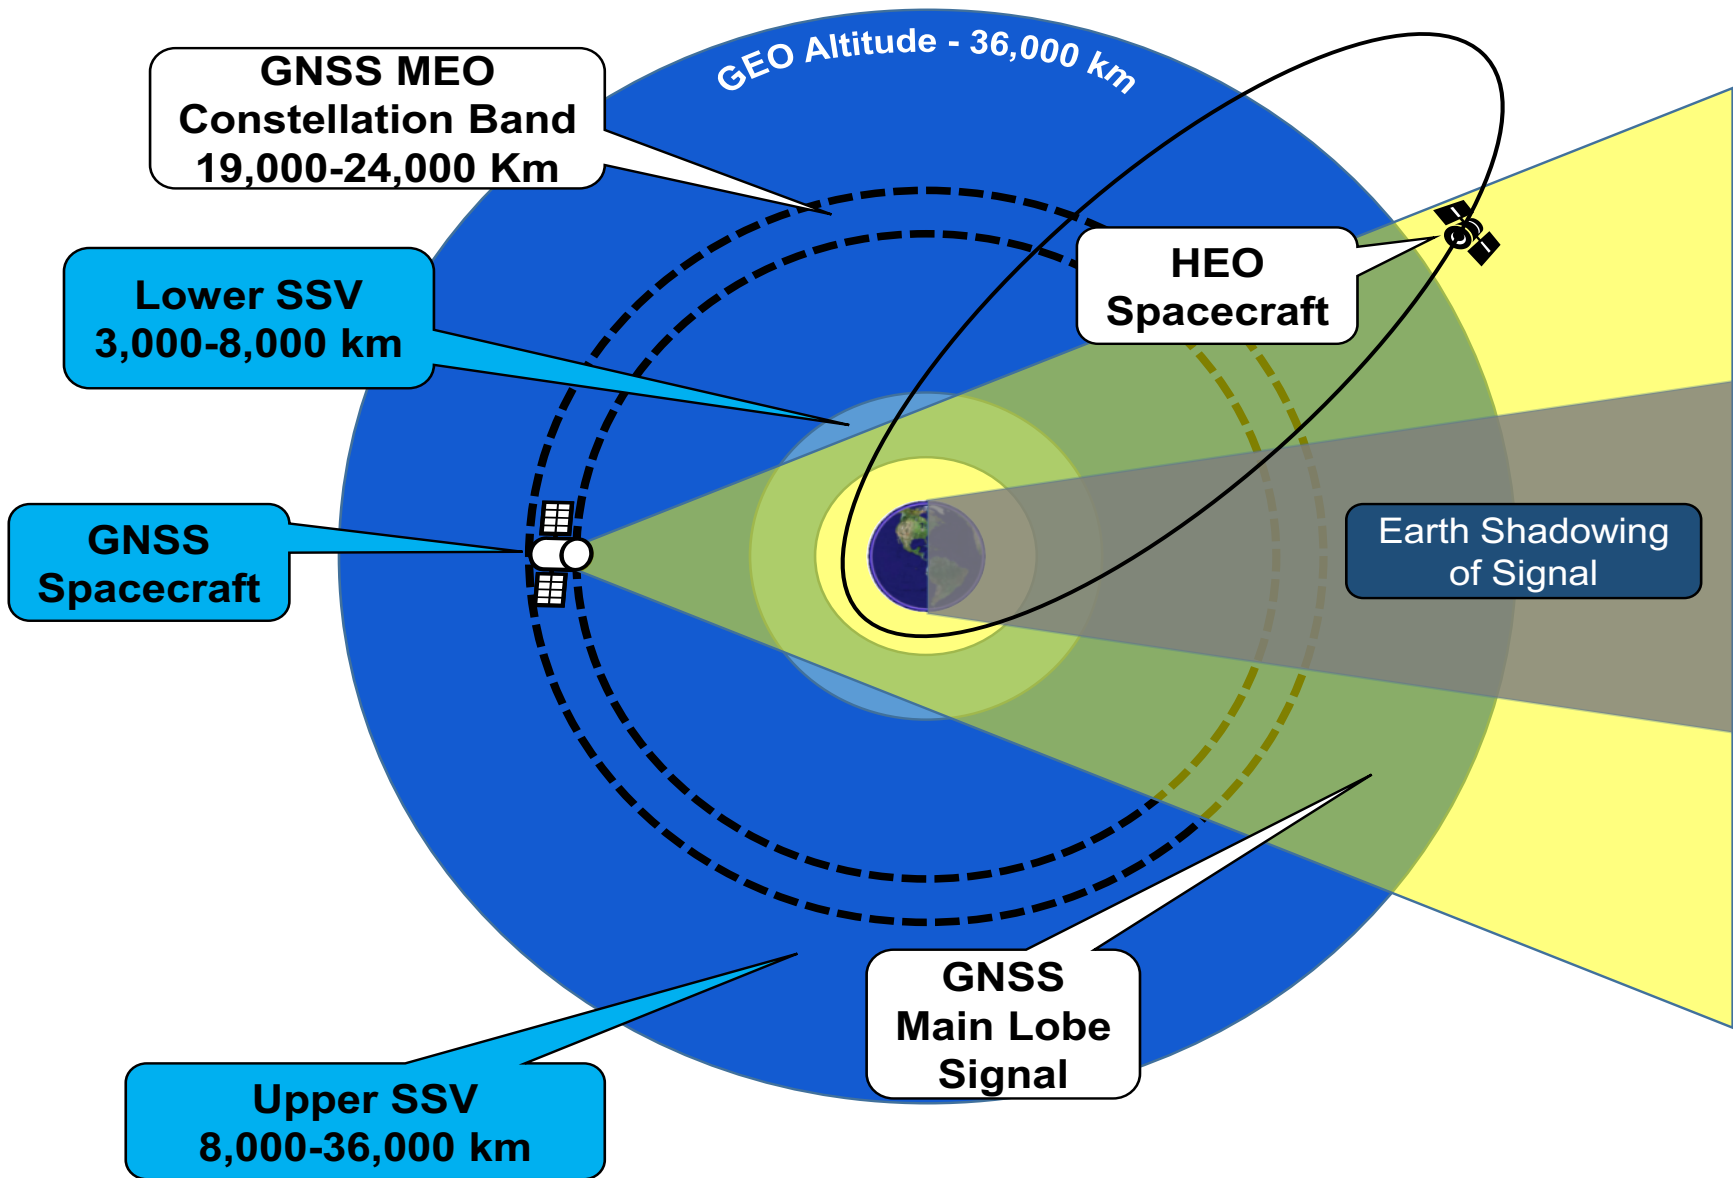 GEO Altitude - 36,000 km
GNSS MEO
Constellation Band
19,000-24,000 Km
HEO
Spacecraft
Lower SSV
3,000-8,000 km
GNSS
Spacecraft
Earth Shadowing
of Signal
GNSS
Main Lobe
Signal
Upper SSV
8,000-36,000 km